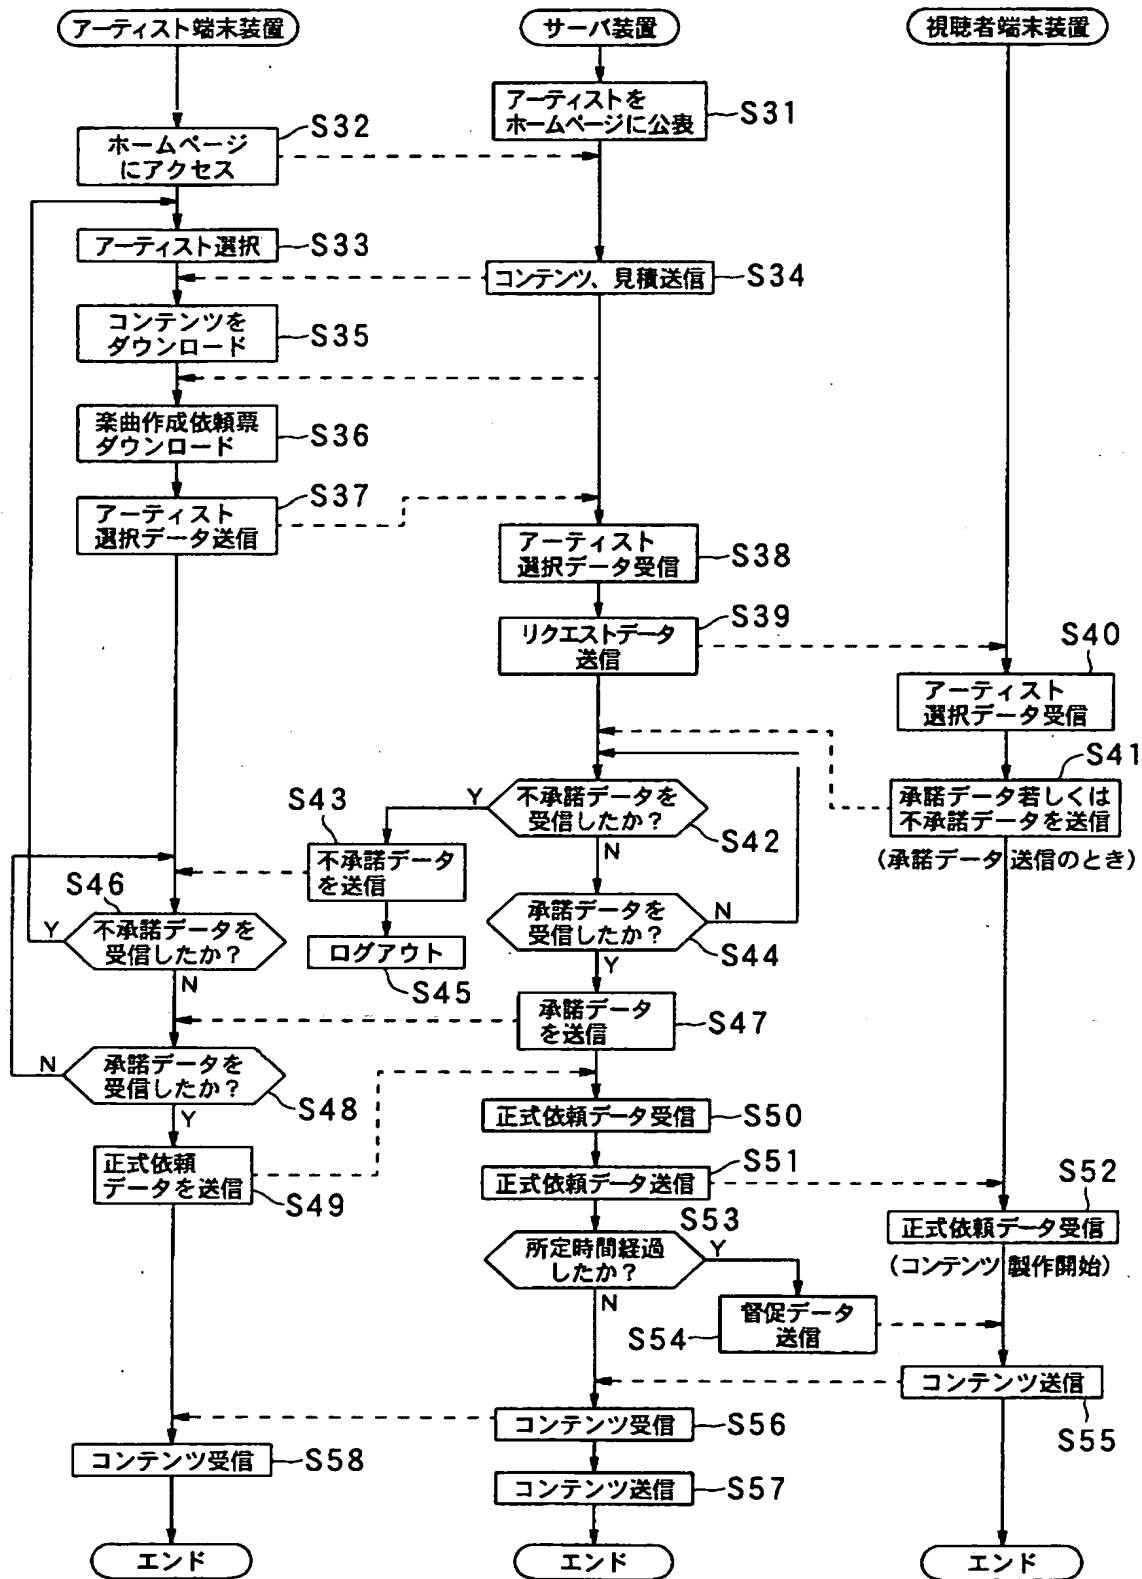 アーティスト端末装置
サーバ装置
視聴者端末装置
アーティストを
ホームページに公表
S31
ホームページ
にアクセス
S32
アーティスト選択
S33
コンテンツ、見積送信
S34
コンテンツを
ダウンロード
S35
楽曲作成依頼票
ダウンロード
S36
アーティスト
選択データ送信
S37
アーティスト
選択データ受信
S38
リクエストデータ
送信
S39
アーティスト
選択データ受信
S40
承諾データ若しくは
不承諾データを送信
S41
(承諾データ送信のとき)
不承諾データを
受信したか?
S42
Y
N
不承諾データ
を送信
S43
承諾データを
受信したか?
S44
N
Y
ログアウト
S45
不承諾データを
受信したか?
S46
Y
N
承諾データ
を送信
S47
承諾データを
受信したか?
S48
N
Y
正式依頼
データを送信
S49
正式依頼データ受信
S50
正式依頼データ送信
S51
正式依頼データ受信
S52
(コンテンツ製作開始)
所定時間経過
したか?
S53
Y
N
督促データ
送信
S54
コンテンツ送信
S55
コンテンツ受信
S56
コンテンツ送信
S57
コンテンツ受信
S58
エンド
エンド
エンド